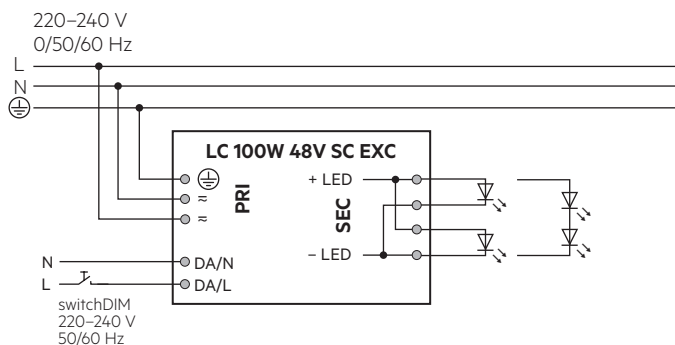 220–240 V
0/50/60 Hz
L
N
LC 100W 48V SC EXC
PRI
≂
≂
+ LED
SEC
– LED
N
DA/N
L
DA/L
switchDIM
220–240 V
50/60 Hz